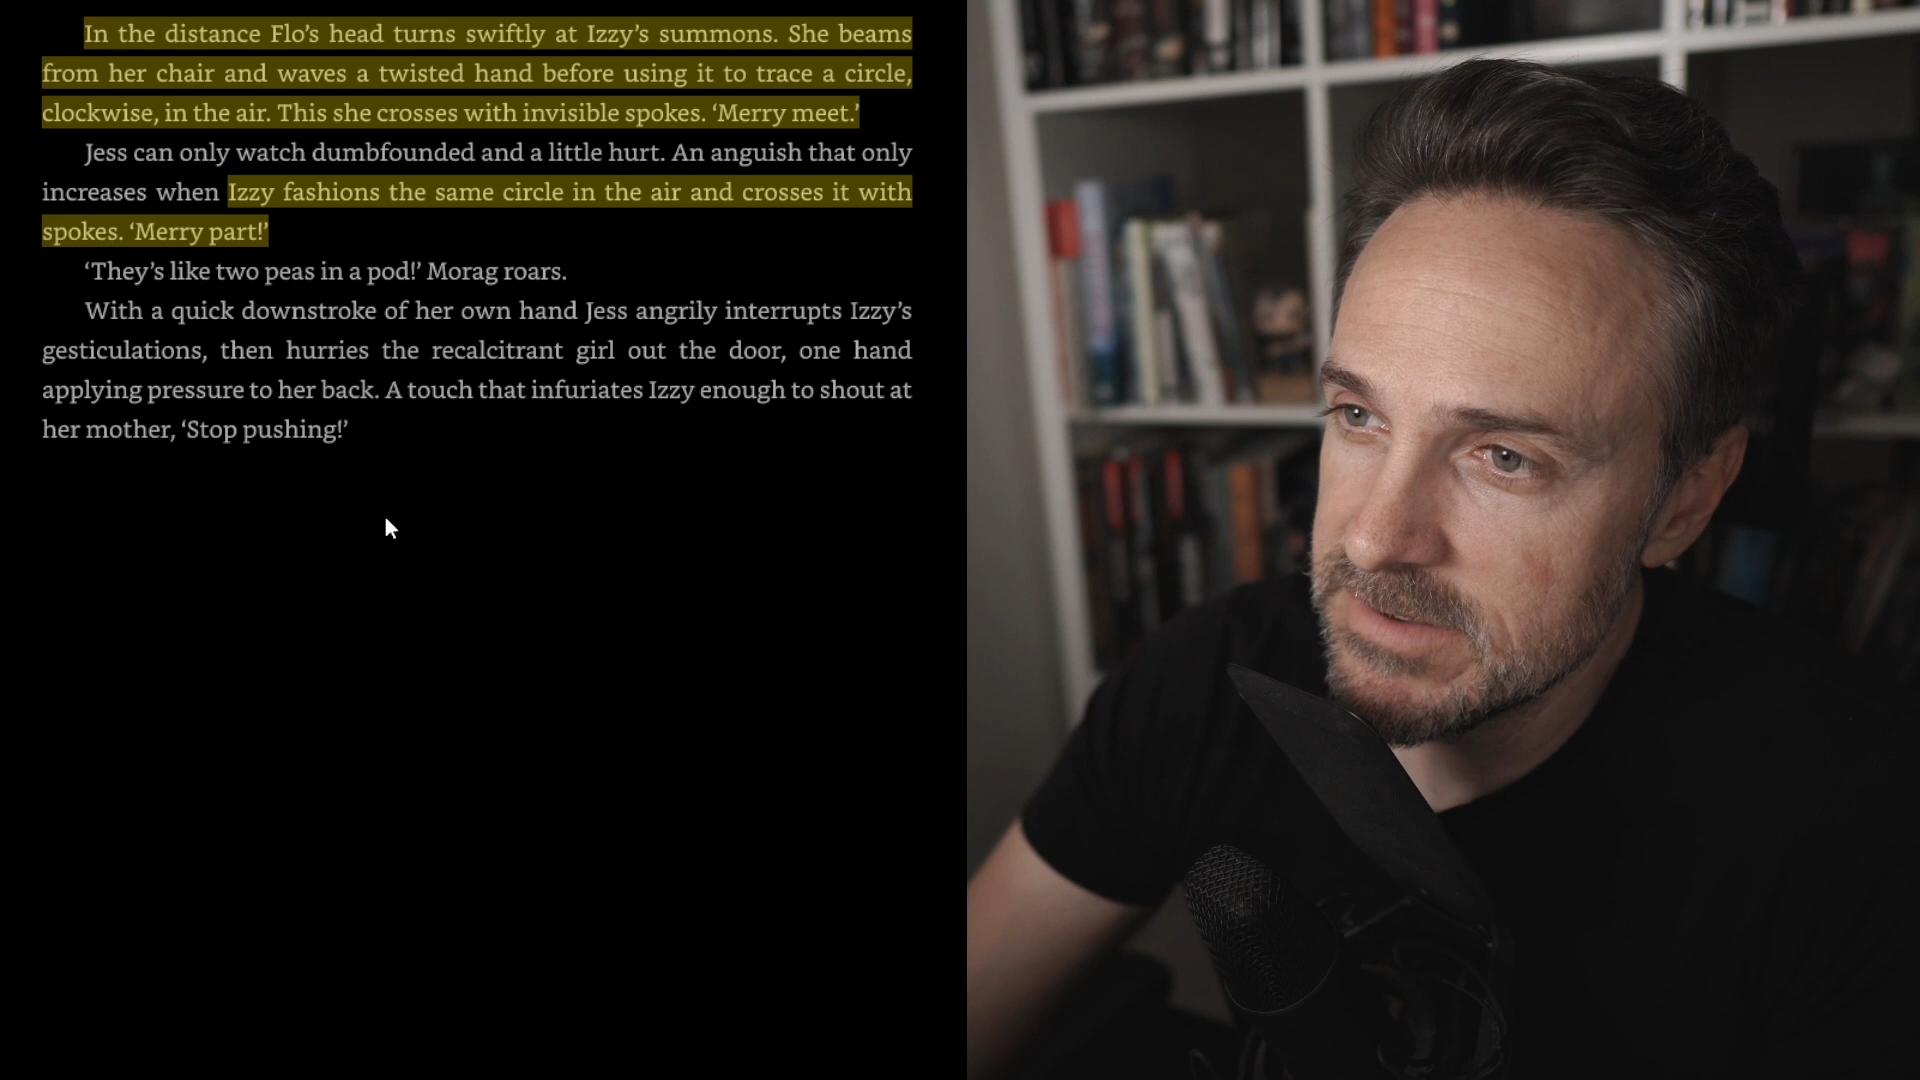 In the distance Flo’s head turns swiftly at Izzy’s summons. She beams
from her chair and waves a twisted hand before using it to trace a circle,
clockwise, in the air. This she crosses with invisible spokes. ‘Merry meet.’
Jess can only watch dumbfounded and a little hurt. An anguish that only
increases when Izzy fashions the same circle in the air and crosses it with
spokes. ‘Merry part!’
‘They’s like two peas in a pod!’ Morag roars.
With a quick downstroke of her own hand Jess angrily interrupts Izzy’s
gesticulations, then hurries the recalcitrant girl out the door, one hand
applying pressure to her back. A touch that infuriates Izzy enough to shout at
her mother, ‘Stop pushing!’